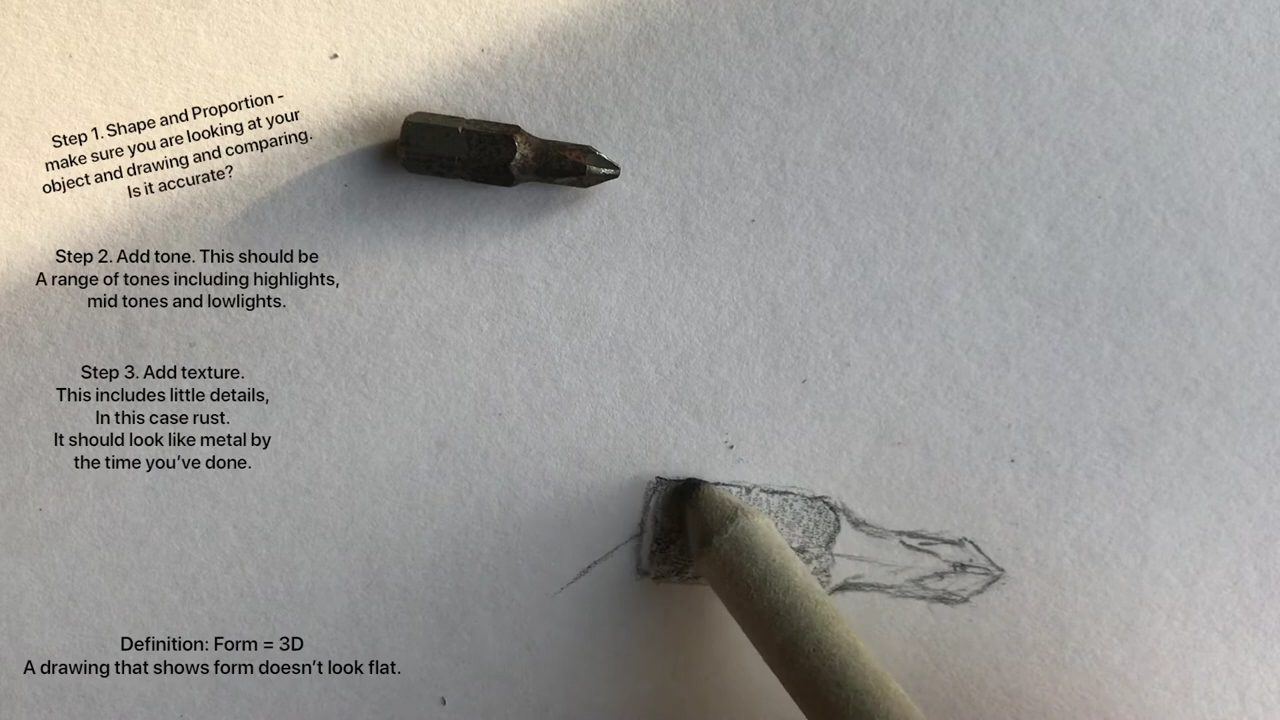 Step 1. Shape and Proportion -
make sure you are looking at your
object and drawing and comparing.
Is it accurate?
Step 2. Add tone. This should be
A range of tones including highlights,
mid tones and lowlights.
Step 3. Add texture.
This includes little details,
In this case rust.
It should look like metal by
the time you’ve done.
Definition: Form = 3D
A drawing that shows form doesn’t look flat.